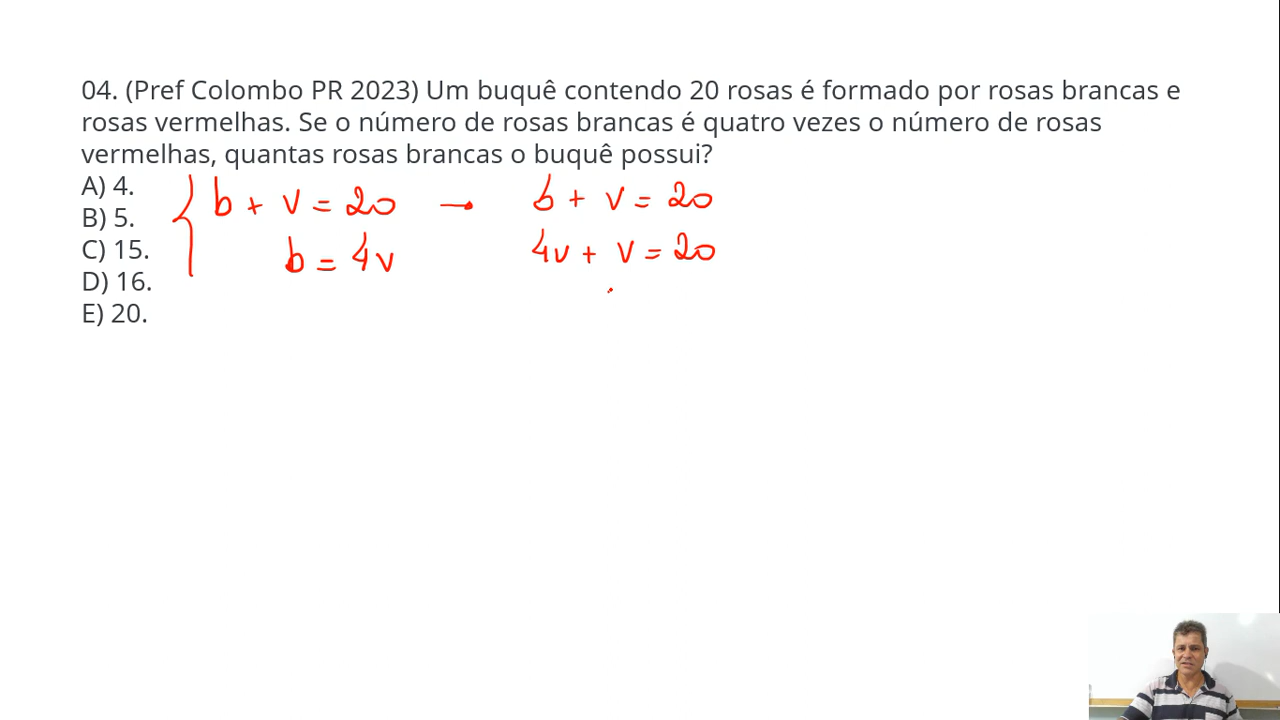 04. (Pref Colombo PR 2023) Um buquê contendo 20 rosas é formado por rosas brancas e
rosas vermelhas. Se o número de rosas brancas é quatro vezes o número de rosas
vermelhas, quantas rosas brancas o buquê possui?
A) 4.
B) 5.
C) 15.
D) 16.
E) 20.
b + v = 20 → b + v = 20
b = 4v 4v + v = 20